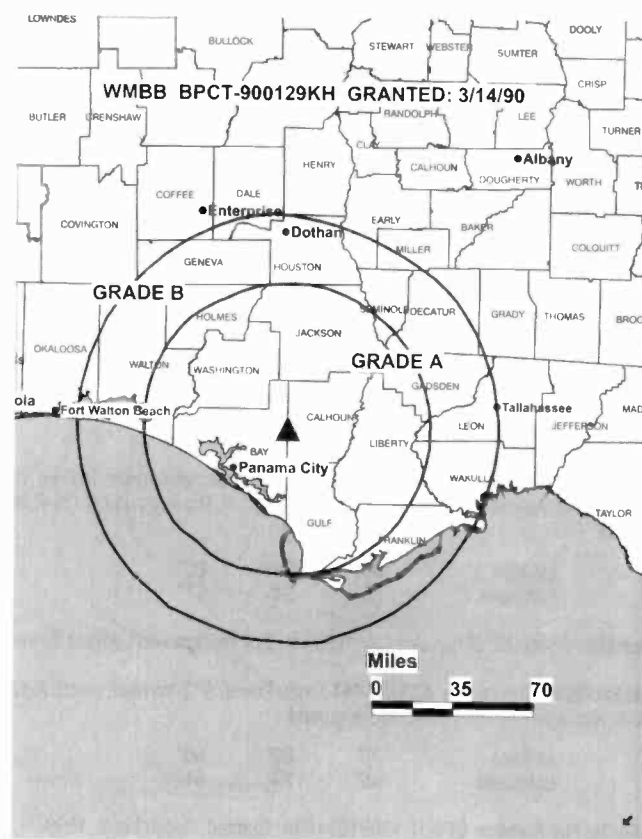 LOWNDES
DOOLY
BULLOCK
STEWART
WEBSTER
SUMTER
CRISP
WMBB BPCT-900129KH GRANTED: 3/14/90
BUTLER
CRENSHAW
RANDOLPH
LEE
TURNER
CLAY
CALHOUN
Albany
HENRY
DOUGHERTY
WORTH
COFFEE
DALE
Enterprise
EARLY
BAKER
COVINGTON
Dothan
MILLER
COLQUITT
GENEVA
HOUSTON
GRADE B
SEMINOLE
DECATUR
GRADY
THOMAS
BROO
HOLMES
JACKSON
OKALOOSA
WALTON
WASHINGTON
GRADE A
GADSDEN
ola
Fort Walton Beach
CALHOUN
Tallahassee
MAD
LEON
JEFFERSON
BAY
LIBERTY
Panama City
WAKULLA
TAYLOR
GULF
FRANKLIN
Miles
0 35 70